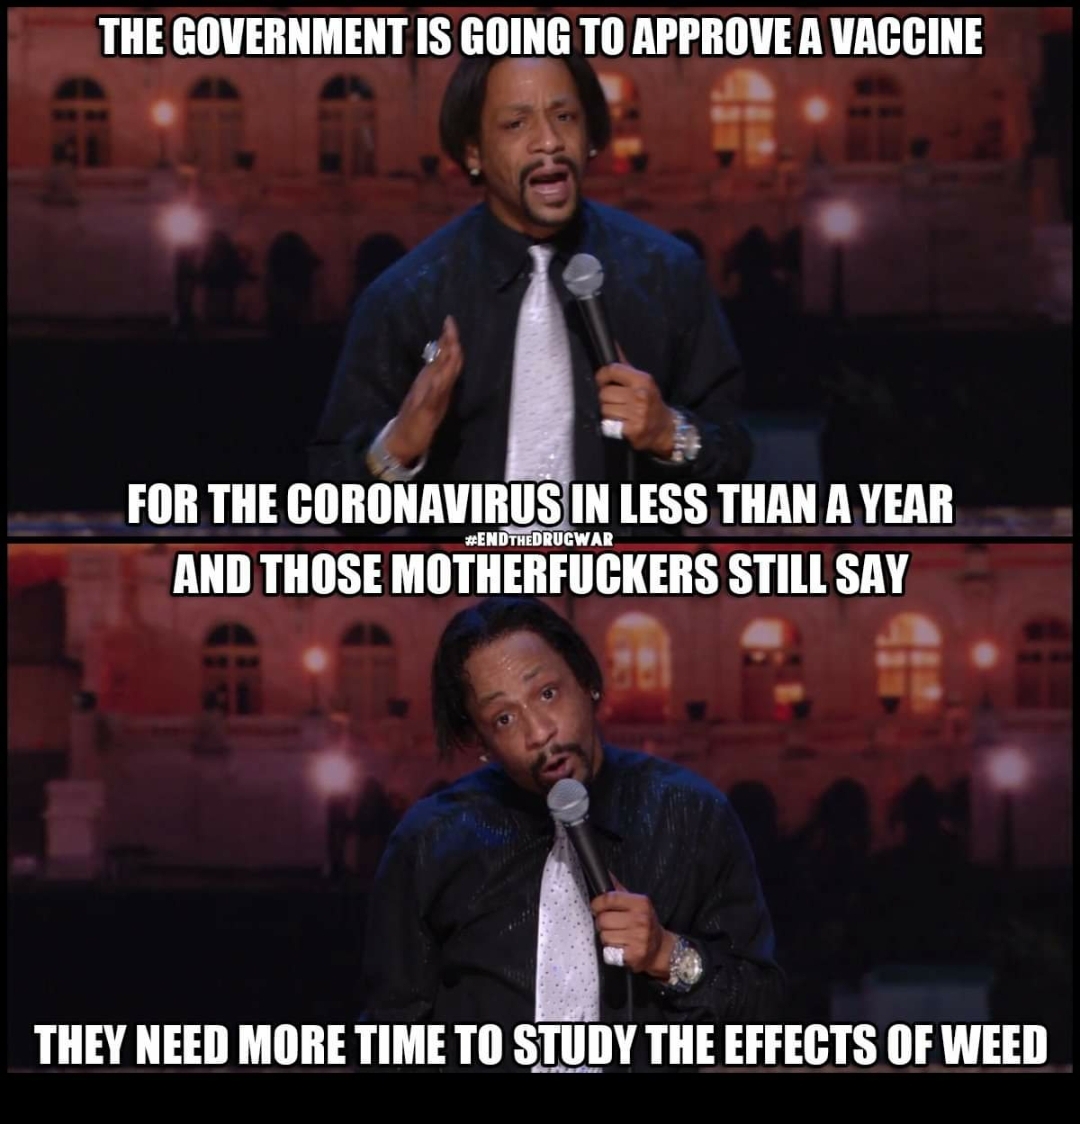 THE GOVERNMENT IS GOING TO APPROVE A VACCINE
FOR THE CORONAVIRUS IN LESS THAN A YEAR
#ENDTHEDRUGWAR
AND THOSE MOTHERFUCKERS STILL SAY
THEY NEED MORE TIME TO STUDY THE EFFECTS OF WEED